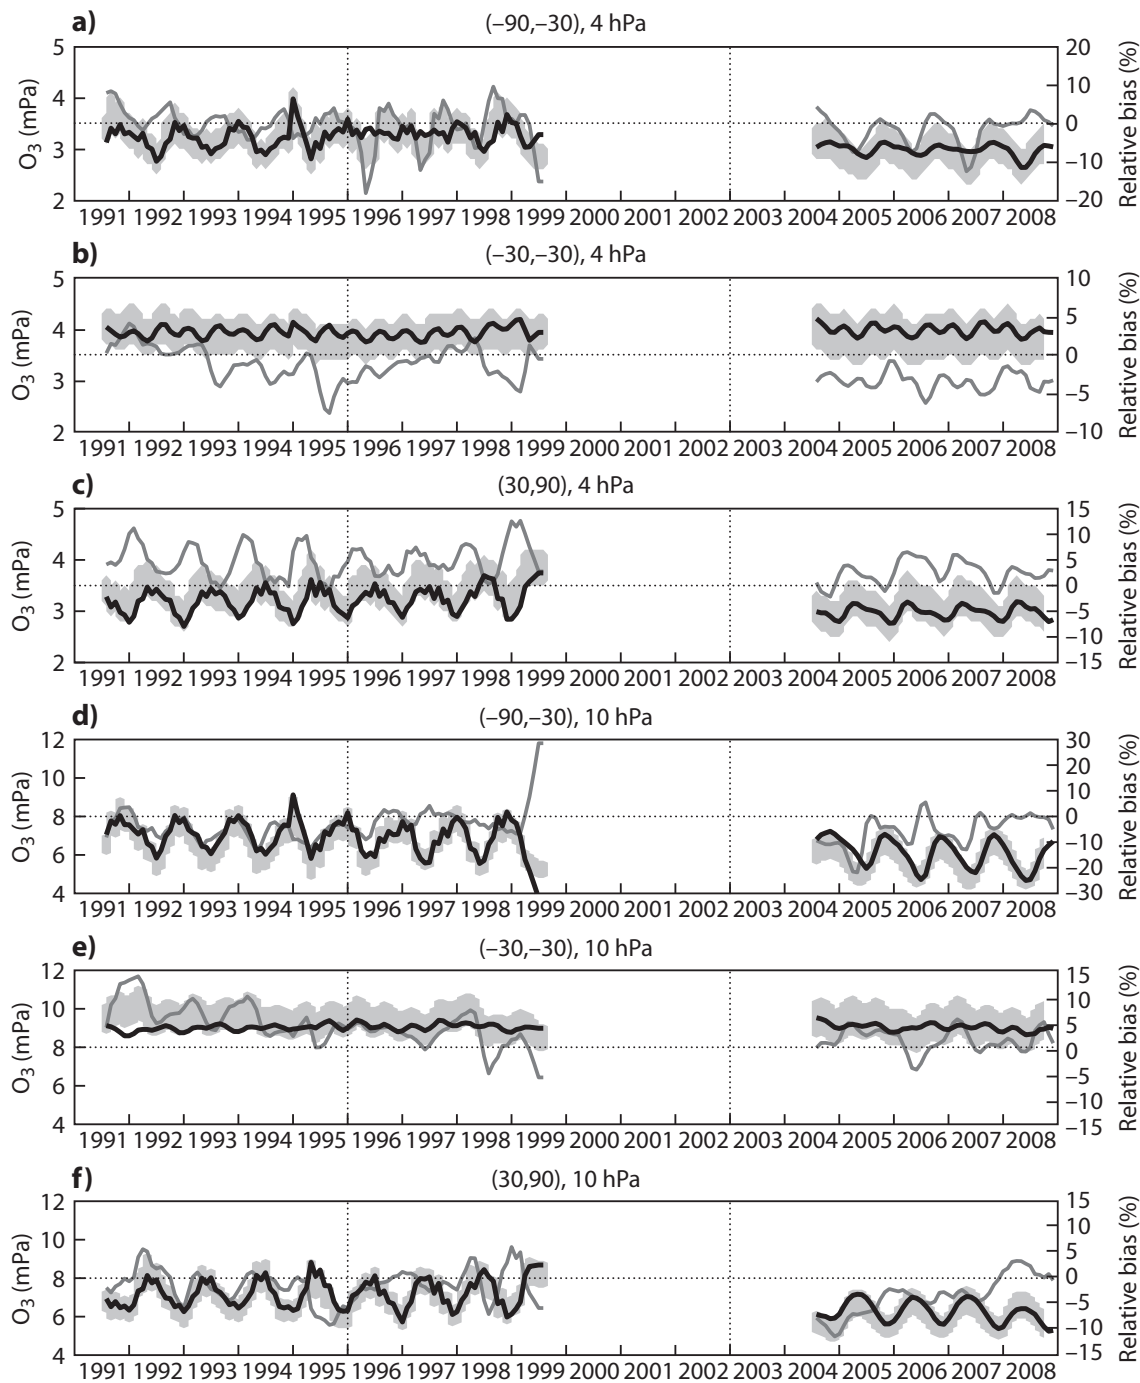 a) (–90,–30), 4 hPa
5 20
4 10
0
3 –10
2 –20
O3 (mPa) Relative bias (%)
1991 1992 1993 1994 1995 1996 1997 1998 1999 2000 2001 2002 2003 2004 2005 2006 2007 2008
b) (–30,–30), 4 hPa
5 10
4 5
0
3 –5
2 –10
O3 (mPa) Relative bias (%)
1991 1992 1993 1994 1995 1996 1997 1998 1999 2000 2001 2002 2003 2004 2005 2006 2007 2008
c) (30,90), 4 hPa
5 15
10
4 5
0
3 –5
–10
2 –15
O3 (mPa) Relative bias (%)
1991 1992 1993 1994 1995 1996 1997 1998 1999 2000 2001 2002 2003 2004 2005 2006 2007 2008
d) (–90,–30), 10 hPa
12 30
20
10 10
8 0
6 –10
–20
4 –30
O3 (mPa) Relative bias (%)
1991 1992 1993 1994 1995 1996 1997 1998 1999 2000 2001 2002 2003 2004 2005 2006 2007 2008
e) (–30,–30), 10 hPa
12 15
10 10
5
8 0
6 –5
–10
4 –15
O3 (mPa) Relative bias (%)
1991 1992 1993 1994 1995 1996 1997 1998 1999 2000 2001 2002 2003 2004 2005 2006 2007 2008
f) (30,90), 10 hPa
12 15
10 10
5
8 0
6 –5
–10
4 –15
O3 (mPa) Relative bias (%)
1991 1992 1993 1994 1995 1996 1997 1998 1999 2000 2001 2002 2003 2004 2005 2006 2007 2008